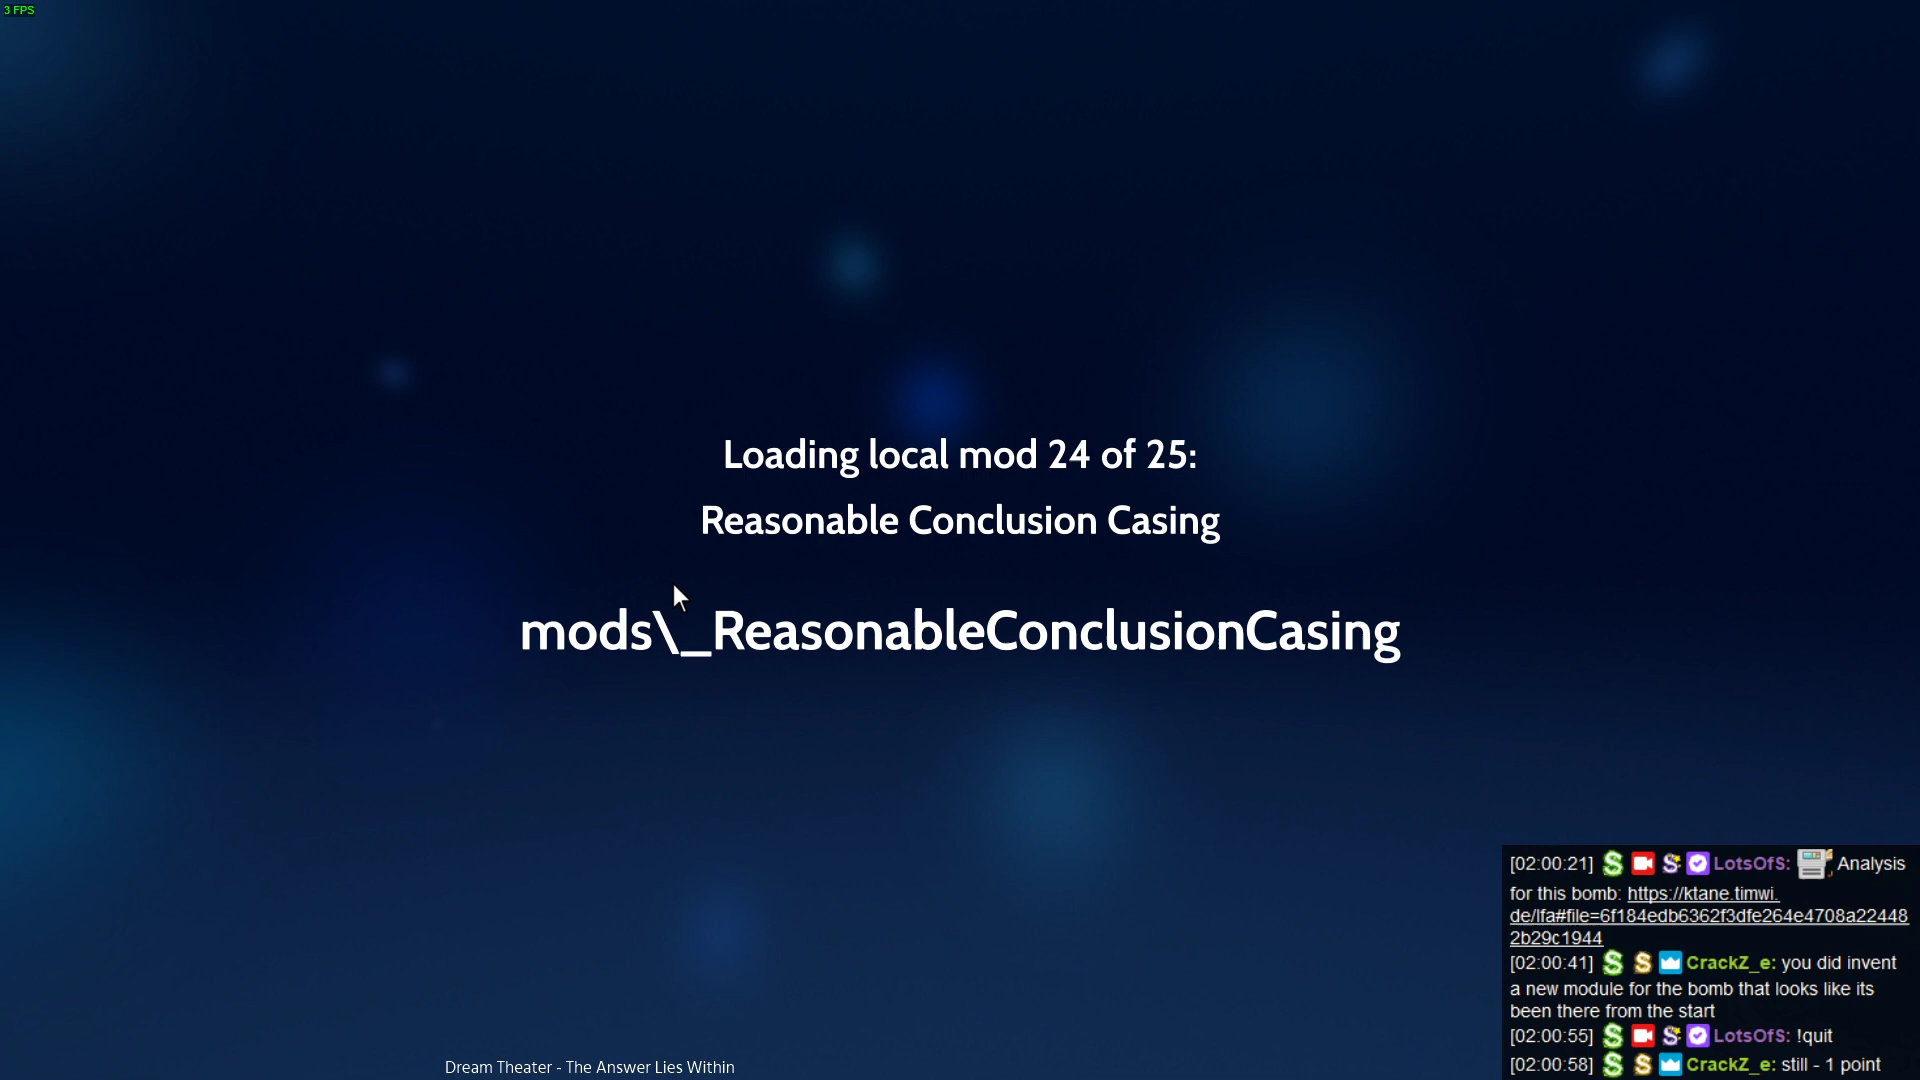 3 FPS
Loading local mod 24 of 25:
Reasonable Conclusion Casing
mods\_ReasonableConclusionCasing
[02:00:21] LotsOfS: Analysis
for this bomb: https://ktane.timwi.
de/lfa#file=6f184edb6362f3dfe264e4708a22448
2b29c1944
[02:00:41] CrackZ_e: you did invent
a new module for the bomb that looks like its
been there from the start
[02:00:55] LotsOfS: !quit
[02:00:58] CrackZ_e: still - 1 point
Dream Theater - The Answer Lies Within